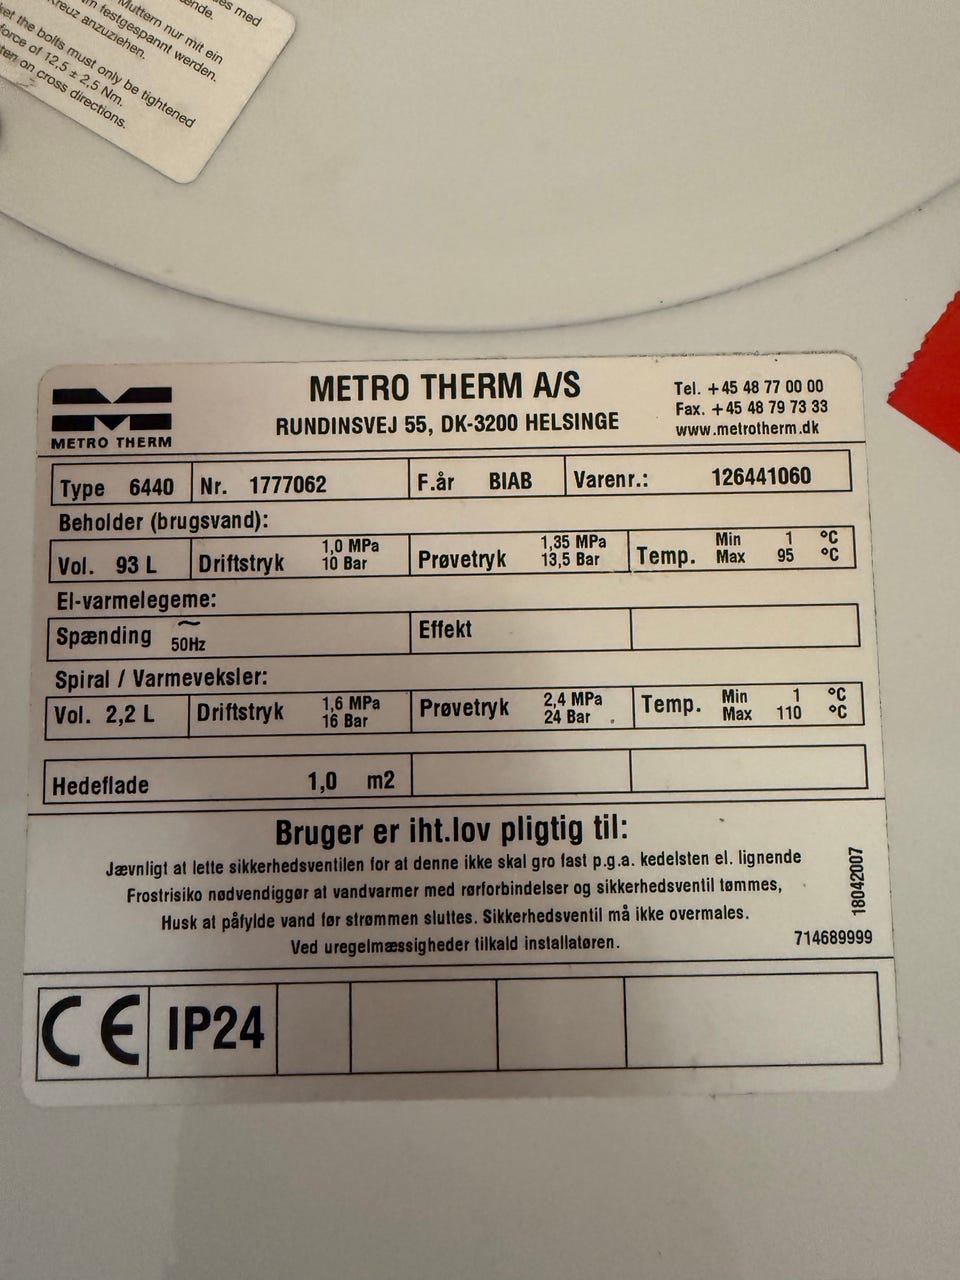 es med
ende.
Muttern nur mit ein
m festgespannt werden.
reuz anzuziehen.
ket the bolts must only be tightened
force of 12,5 ± 2,5 Nm.
ten on cross directions.
METRO THERM
METRO THERM A/S
RUNDINSVEJ 55, DK-3200 HELSINGE
Tel. +45 48 77 00 00
Fax. +45 48 79 73 33
www.metrotherm.dk
Type 6440 Nr. 1777062 F.år BIAB Varenr.: 126441060
Beholder (brugsvand):
Vol. 93 L Driftstryk 1,0 MPa 10 Bar Prøvetryk 1,35 MPa 13,5 Bar Temp. Min 1 °C Max 95 °C
El-varmelegeme:
Spænding ~ 50Hz Effekt
Spiral / Varmeveksler:
Vol. 2,2 L Driftstryk 1,6 MPa 16 Bar Prøvetryk 2,4 MPa 24 Bar Temp. Min 1 °C Max 110 °C
Hedeflade 1,0 m2
Bruger er iht.lov pligtig til:
Jævnligt at lette sikkerhedsventilen for at denne ikke skal gro fast p.g.a. kedelsten el. lignende
Frostrisiko nødvendiggør at vandvarmer med rørforbindelser og sikkerhedsventil tømmes,
Husk at påfylde vand før strømmen sluttes. Sikkerhedsventil må ikke overmales.
Ved uregelmæssigheder tilkald installatøren.
18042007
714689999
CE IP24